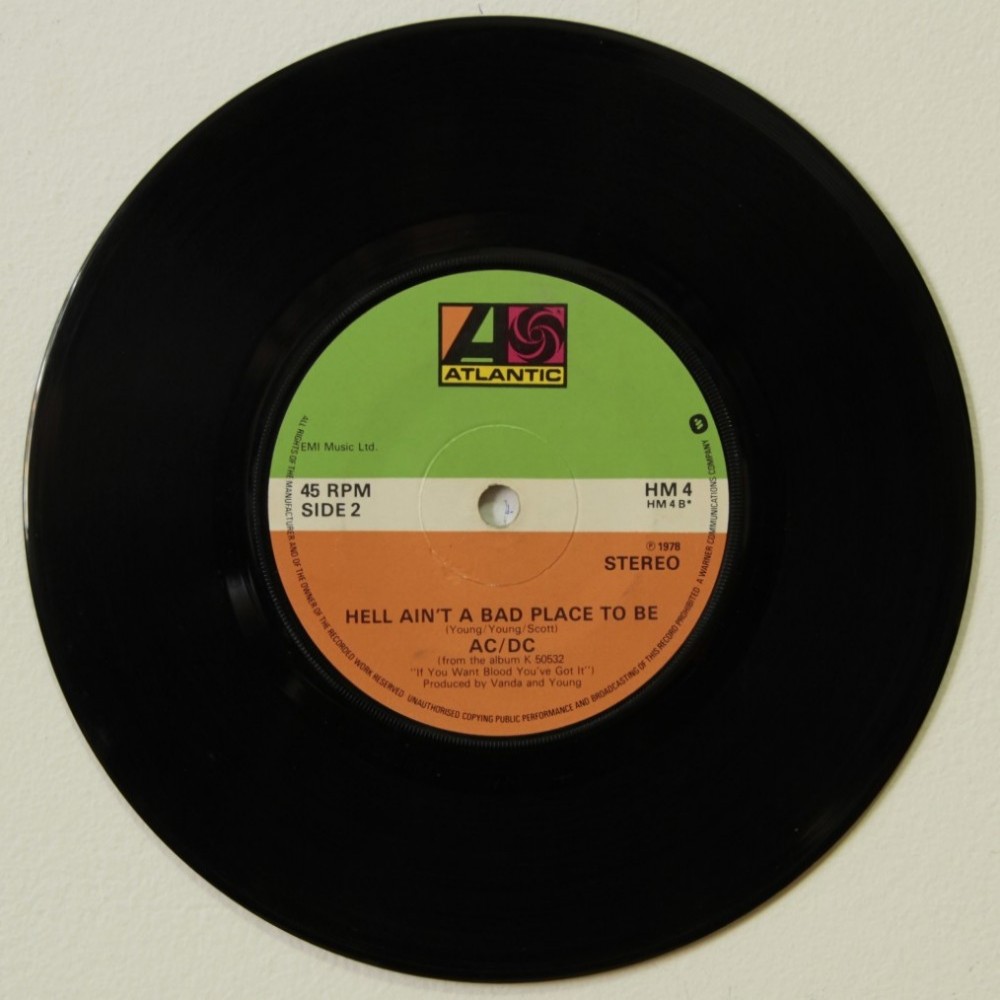 ATLANTIC
EMI Music Ltd.
45 RPM
SIDE 2
HM 4
HM 4 B*
℗ 1978
STEREO
HELL AIN'T A BAD PLACE TO BE
(Young/Young/Scott)
AC/DC
(from the album K 50532
"If You Want Blood You've Got It")
Produced by Vanda and Young
ALL RIGHTS OF THE MANUFACTURER AND OF THE OWNER OF THE RECORDED WORK RESERVED UNAUTHORISED COPYING PUBLIC PERFORMANCE AND BROADCASTING OF THIS RECORD PROHIBITED A WARNER COMMUNICATIONS COMPANY